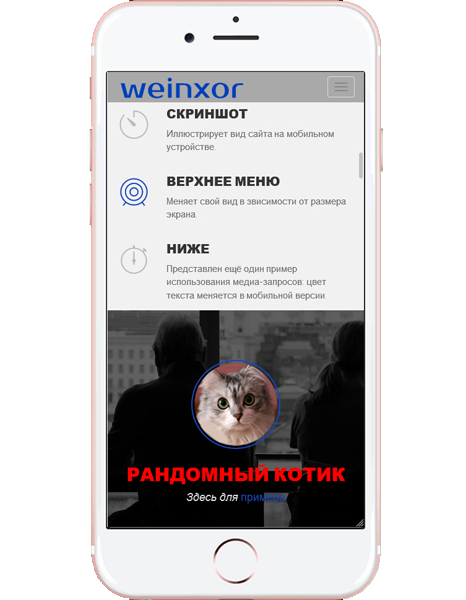 weinxor
СКРИНШОТ
Иллюстрирует вид сайта на мобильном
устройстве.
ВЕРХНЕЕ МЕНЮ
Меняет свой вид в звисимости от размера
экрана.
НИЖЕ
Представлен ещё один пример
использования медиа-запросов: цвет
текста меняется в мобильной версии.
РАНДОМНЫЙ КОТИК
Здесь для примера